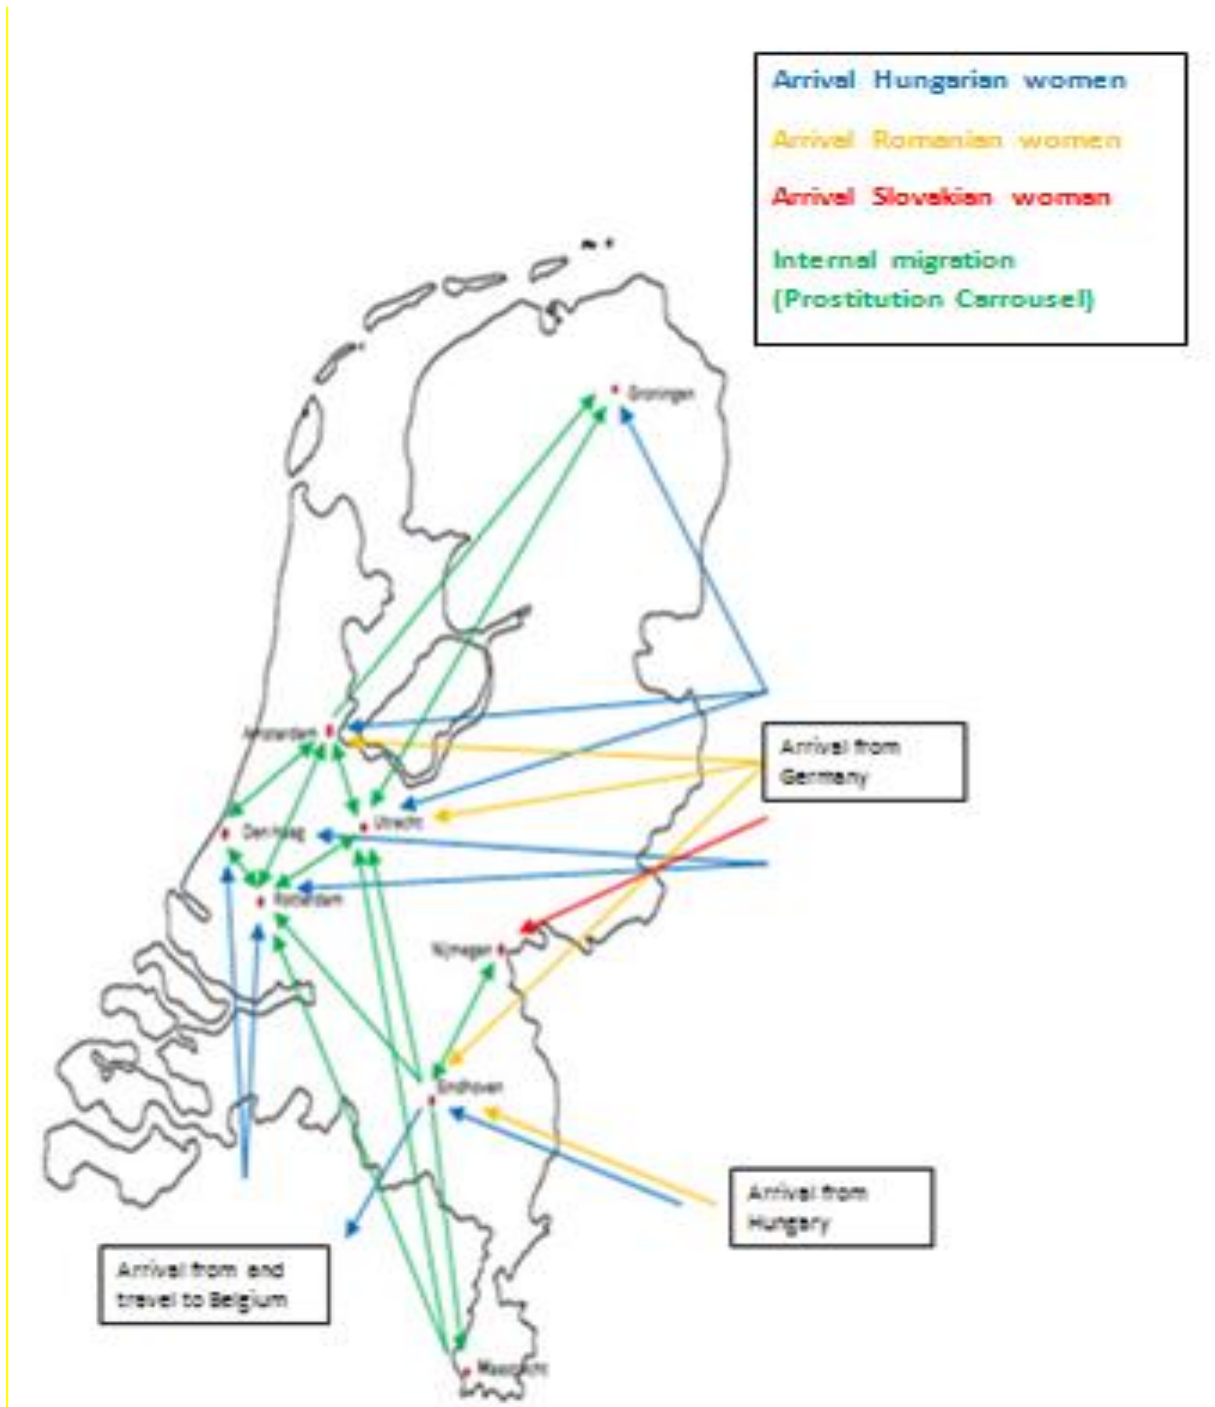 Arrival Hungarian women
Arrival Romanian women
Arrival Slovakian woman
Internal migration
(Prostitution Carrousel)
Groningen
Amsterdam
Arrival from
Germany
Utrecht
Den Haag
Rotterdam
Nijmegen
Eindhoven
Arrival from
Hungary
Arrival from and
travel to Belgium
Maastricht